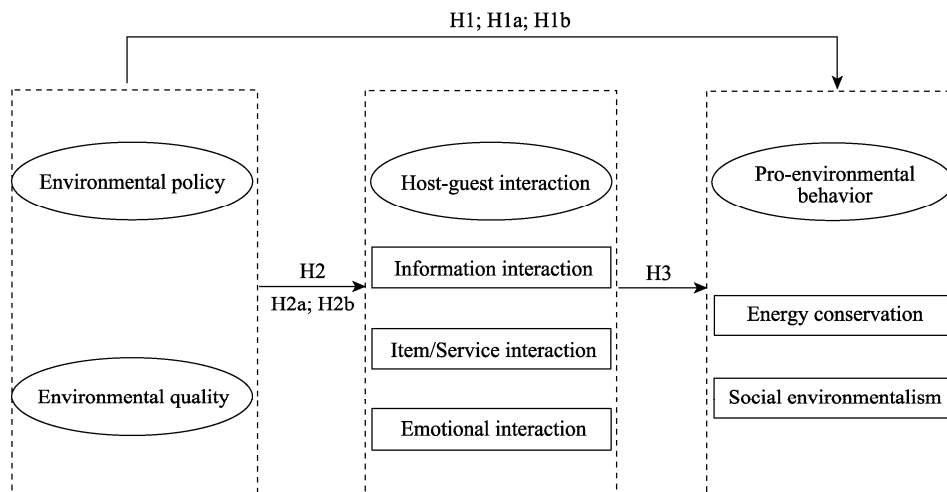 H1; H1a; H1b
Environmental policy
Environmental quality
H2
H2a; H2b
Host-guest interaction
Information interaction
Item/Service interaction
Emotional interaction
H3
Pro-environmental
behavior
Energy conservation
Social environmentalism